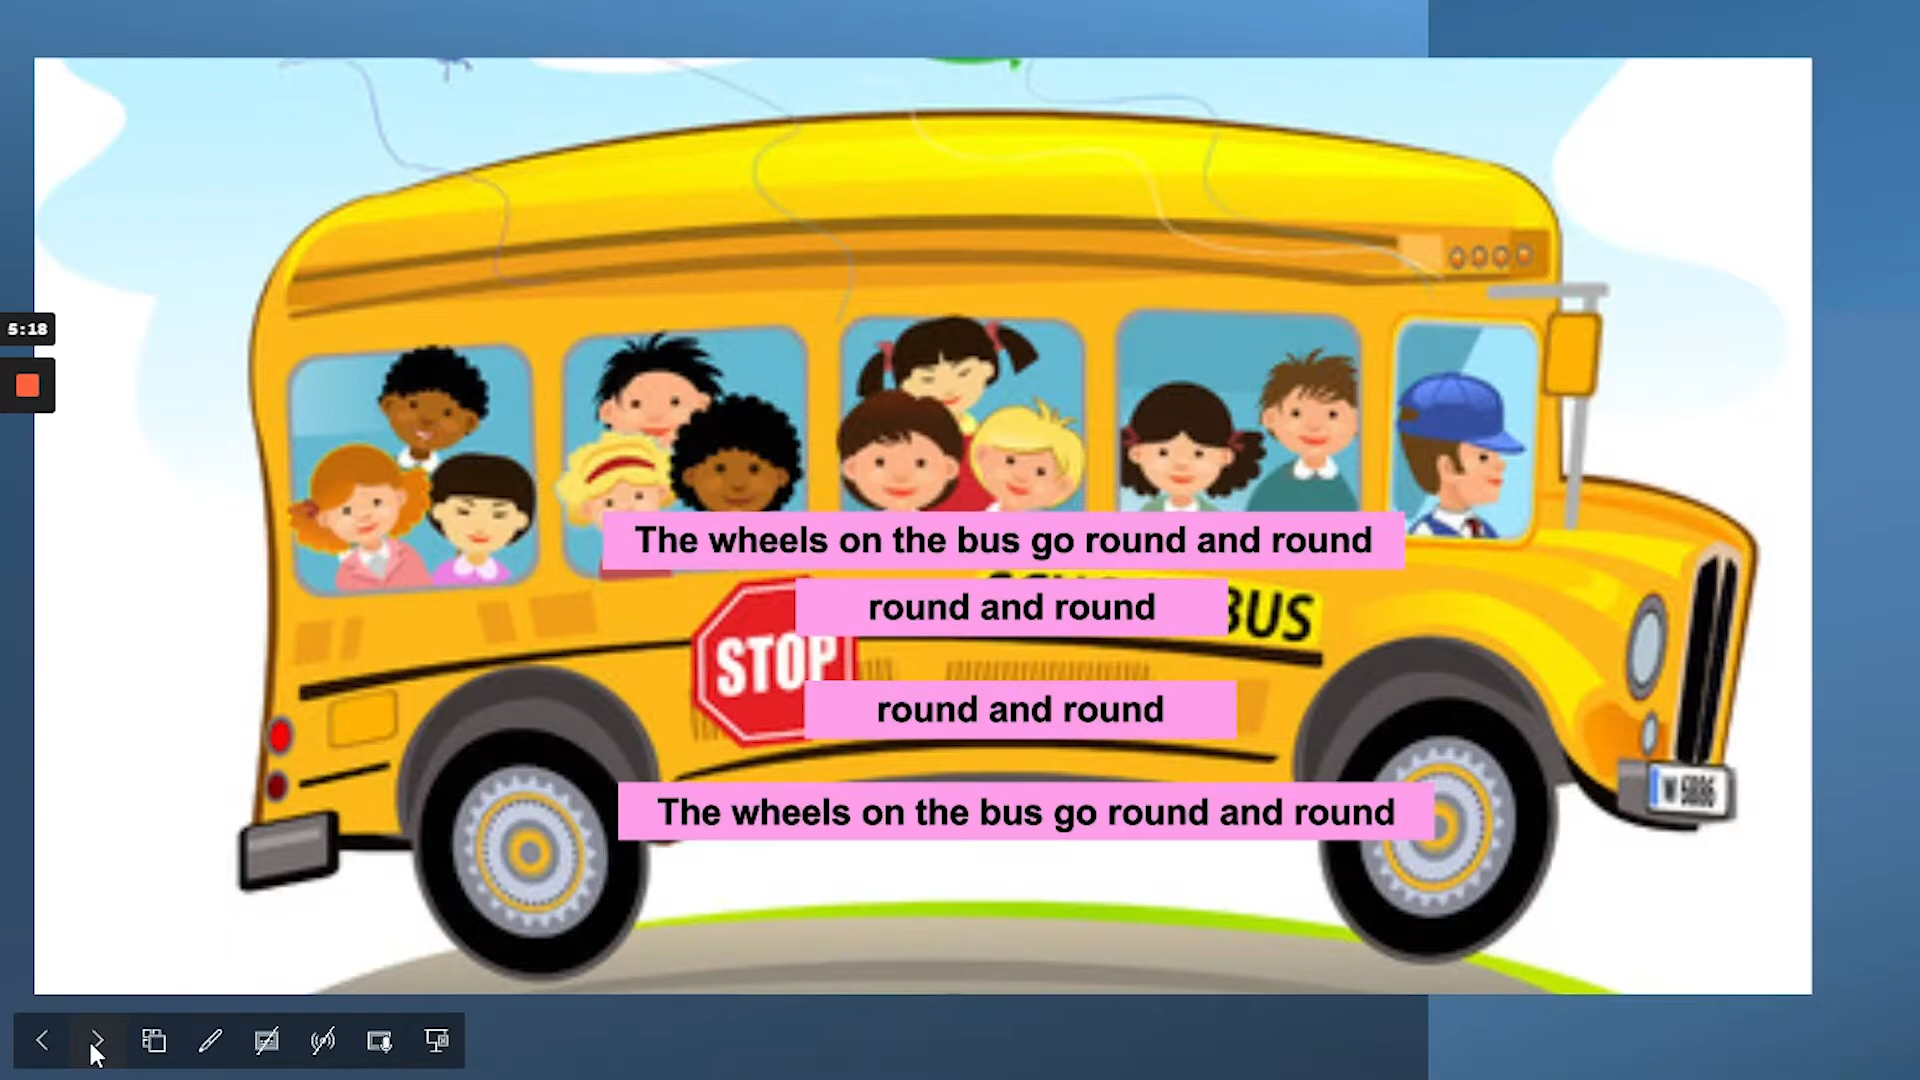 5:18
The wheels on the bus go round and round
round and round
BUS
STOP
round and round
The wheels on the bus go round and round